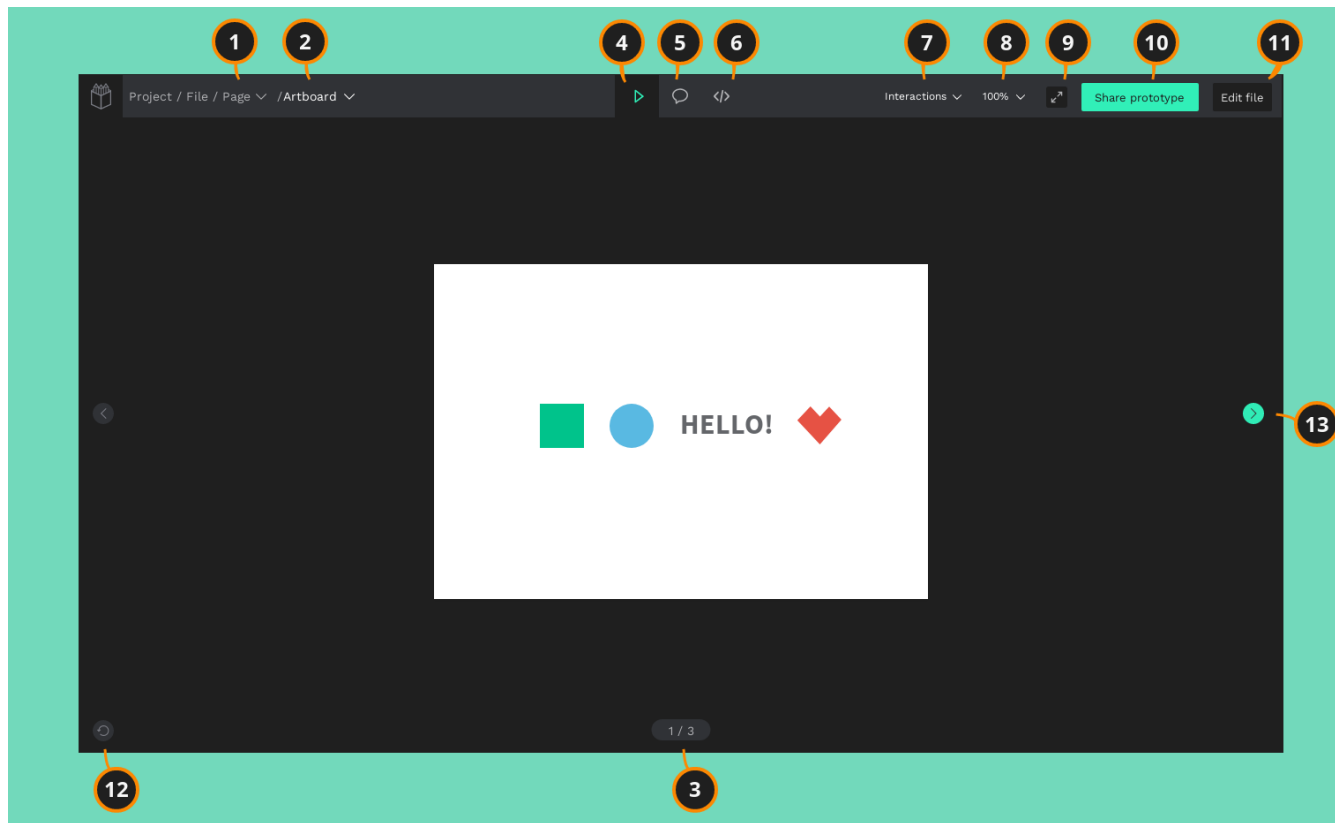 1 2 4 5 6 7 8 9 10 11
Project / File / Page /Artboard </> Interactions 100% Share prototype Edit file
HELLO!
13
1 / 3
12 3